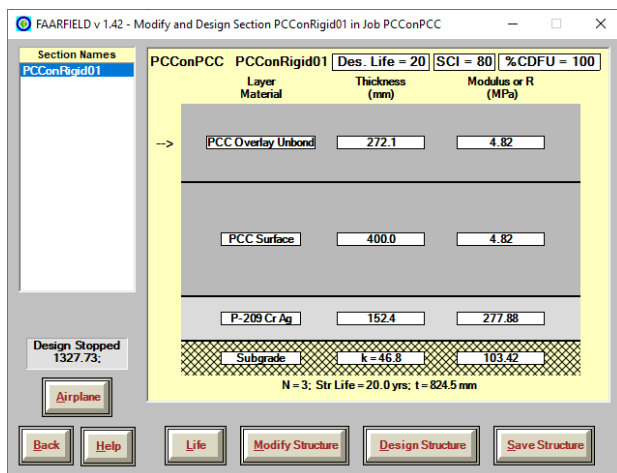 FAARFIELD v 1.42 - Modify and Design Section PCConRigid01 in Job PCConPCC
Section Names
PCConRigid01
PCConPCC PCConRigid01 Des. Life = 20 SCI = 80 %CDFU = 100
Layer Material Thickness (mm) Modulus or R (MPa)
--> PCC Overlay Unbond 272.1 4.82
PCC Surface 400.0 4.82
P-209 Cr Ag 152.4 277.88
Subgrade k = 46.8 103.42
N = 3; Str Life = 20.0 yrs; t = 824.5 mm
Design Stopped
1327.73;
Airplane
Back Help Life Modify Structure Design Structure Save Structure